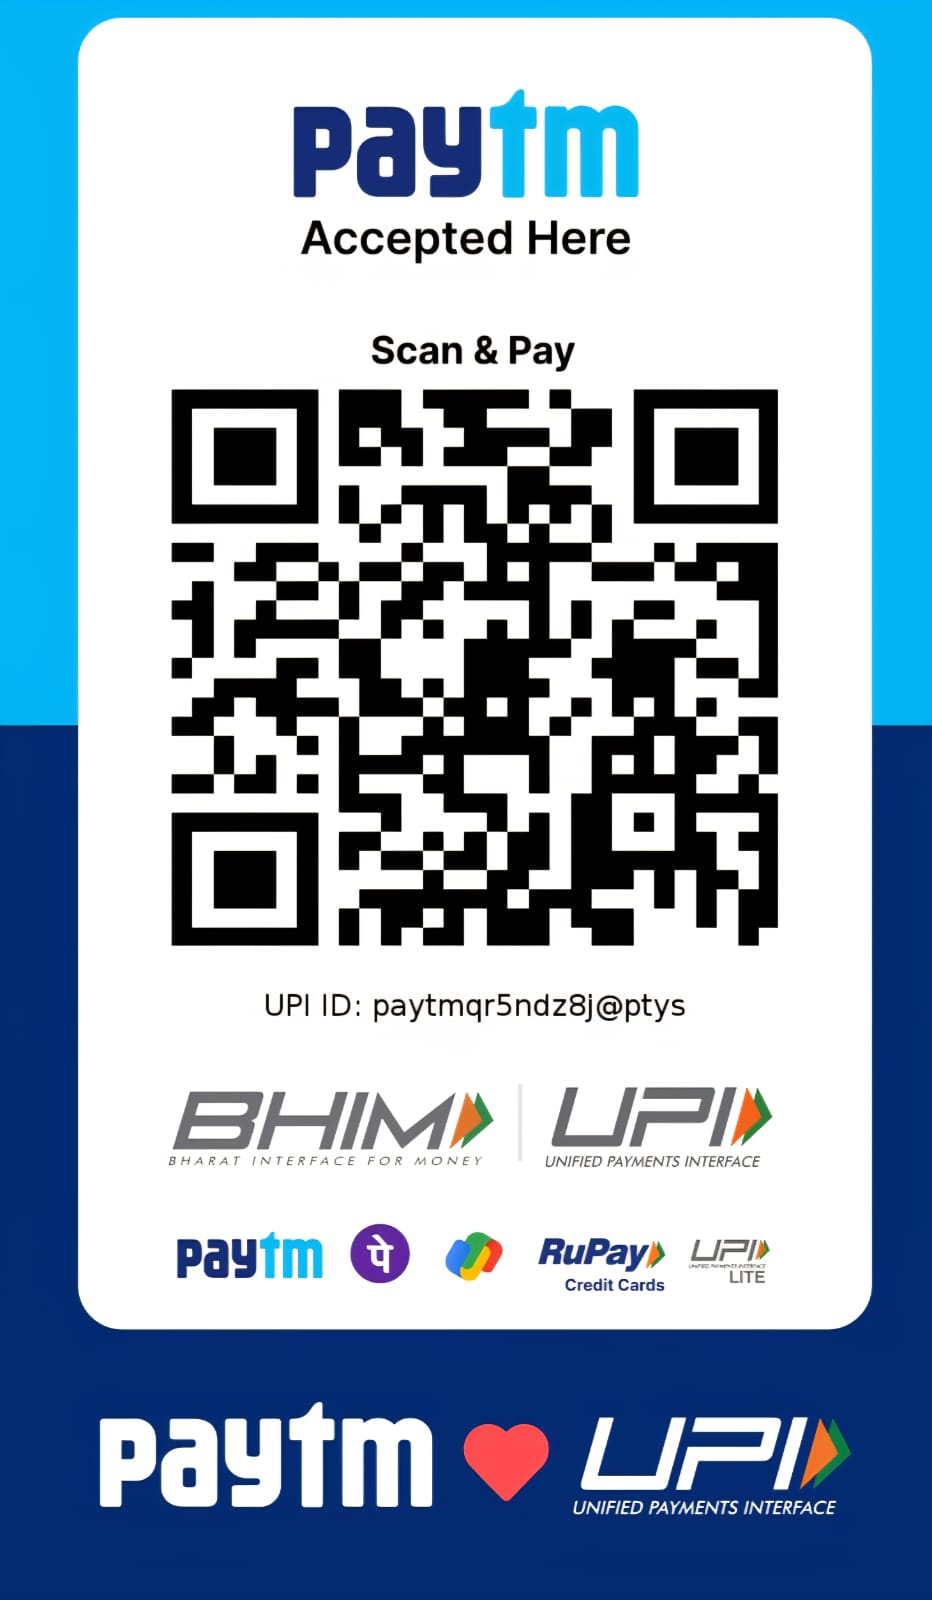 paytm
Accepted Here
Scan & Pay
UPI ID: paytmqr5ndz8j@ptys
BHIM UPI
BHARAT INTERFACE FOR MONEY UNIFIED PAYMENTS INTERFACE
paytm पे RuPay UPI
Credit Cards LITE
paytm UPI
UNIFIED PAYMENTS INTERFACE